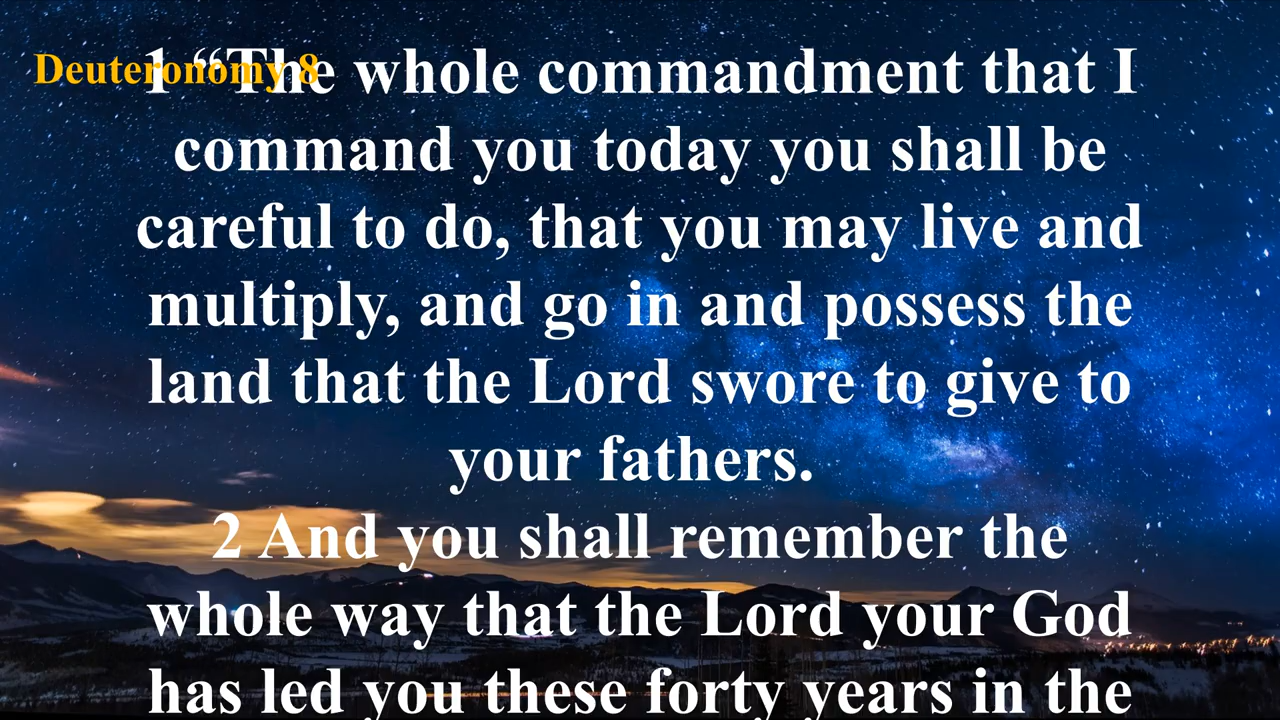 Deuteronomy 8
1 “The whole commandment that I
command you today you shall be
careful to do, that you may live and
multiply, and go in and possess the
land that the Lord swore to give to
your fathers.
2 And you shall remember the
whole way that the Lord your God
has led you these forty years in the